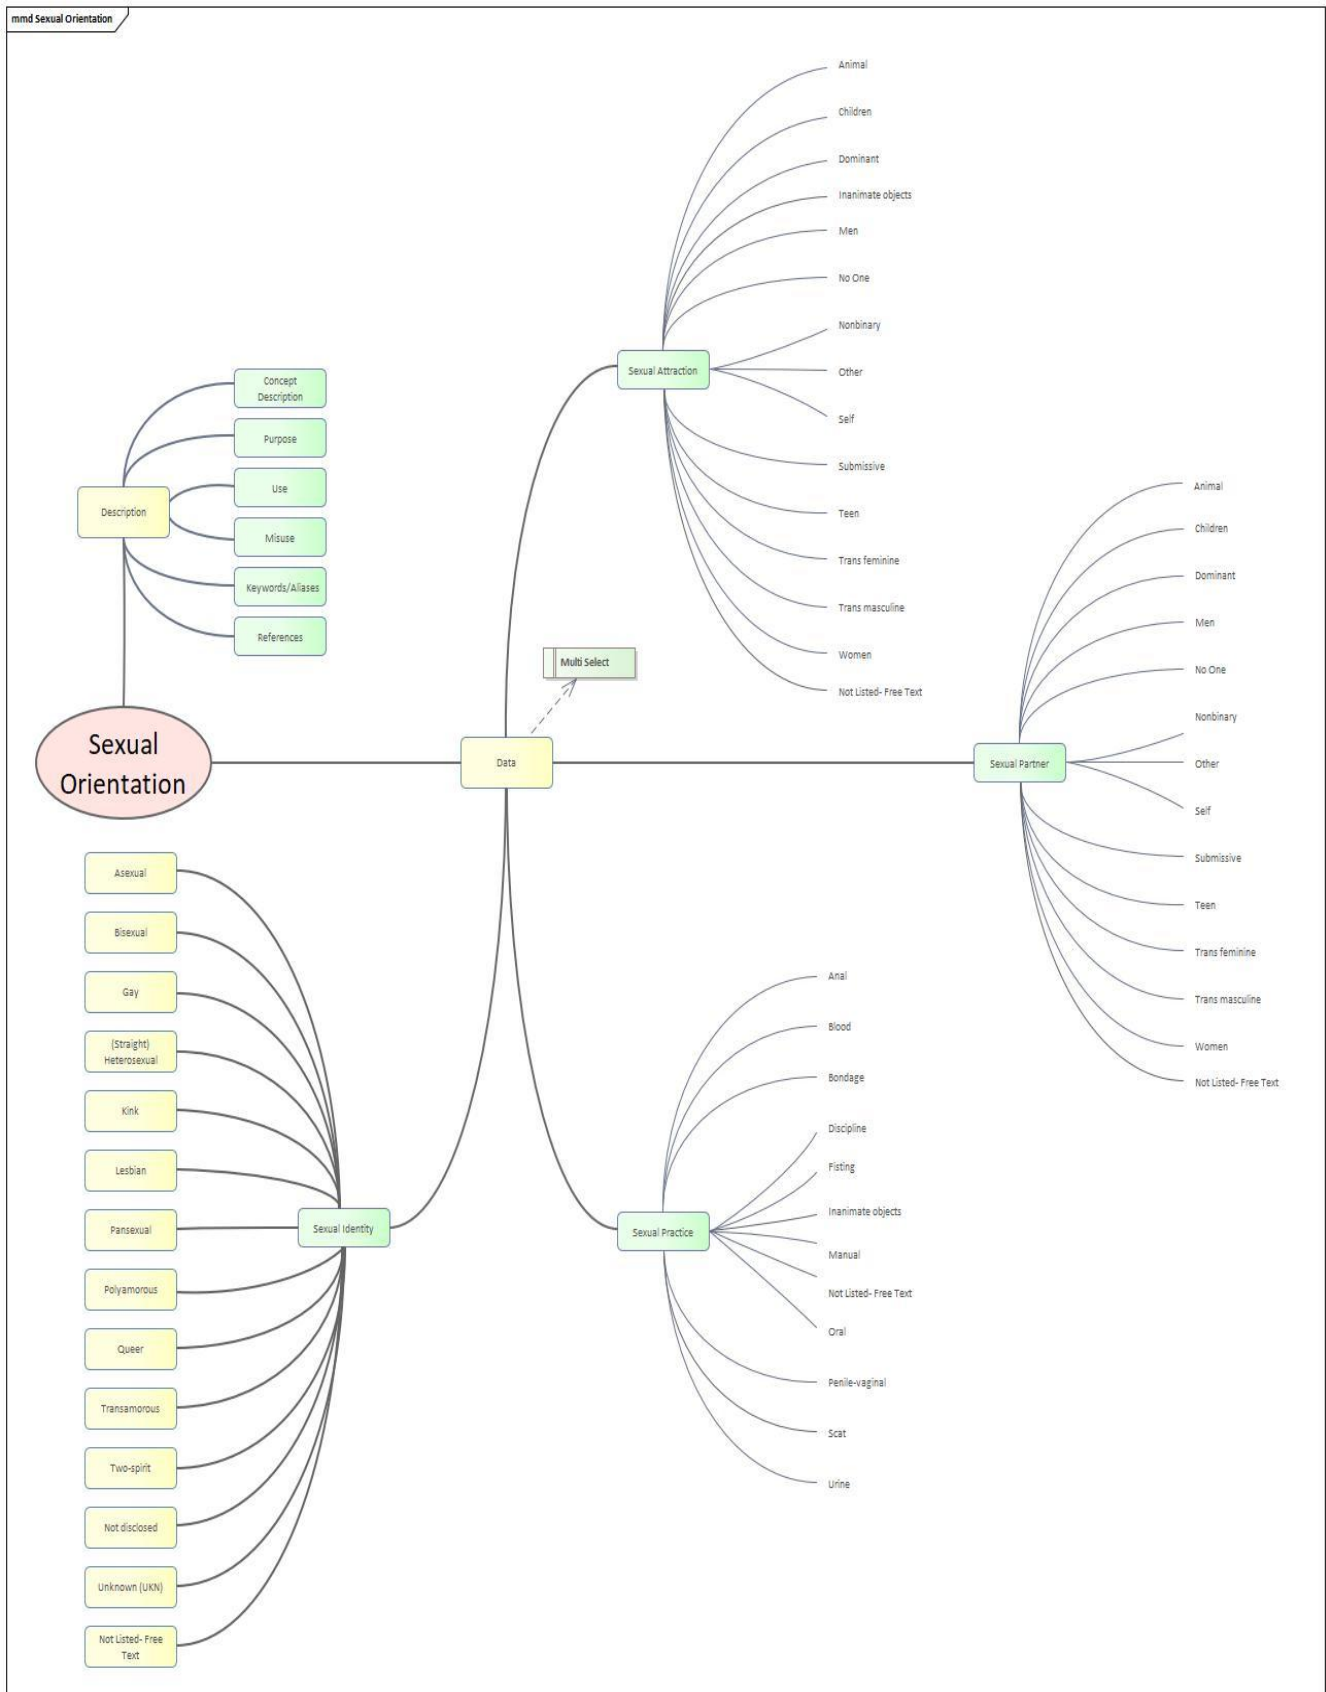 mmd Sexual Orientation
Animal
Children
Dominant
Inanimate objects
Men
No One
Nonbinary
Other
Self
Submissive
Teen
Trans feminine
Trans masculine
Women
Not Listed- Free Text
Sexual Attraction
Concept
Description
Purpose
Use
Misuse
Keywords/Aliases
References
Description
Multi Select
Sexual
Orientation
Data
Sexual Partner
Animal
Children
Dominant
Men
No One
Nonbinary
Other
Self
Submissive
Teen
Trans feminine
Trans masculine
Women
Not Listed- Free Text
Asexual
Bisexual
Gay
(Straight)
Heterosexual
Kink
Lesbian
Pansexual
Polyamorous
Queer
Transamorous
Two-spirit
Not disclosed
Unknown (UKN)
Not Listed- Free
Text
Sexual Identity
Sexual Practice
Anal
Blood
Bondage
Discipline
Fisting
Inanimate objects
Manual
Not Listed- Free Text
Oral
Penile-vaginal
Scat
Urine